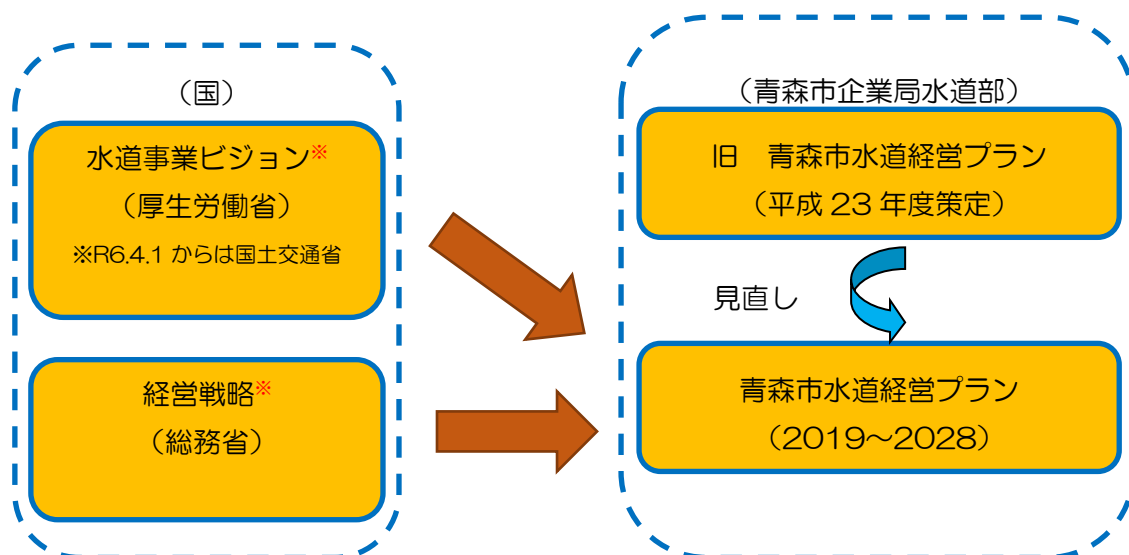 （国）
水道事業ビジョン※
（厚生労働省）
※R6.4.1 からは国土交通省
経営戦略※
（総務省）
（青森市企業局水道部）
旧　青森市水道経営プラン
（平成 23 年度策定）
見直し
青森市水道経営プラン
（2019～2028）